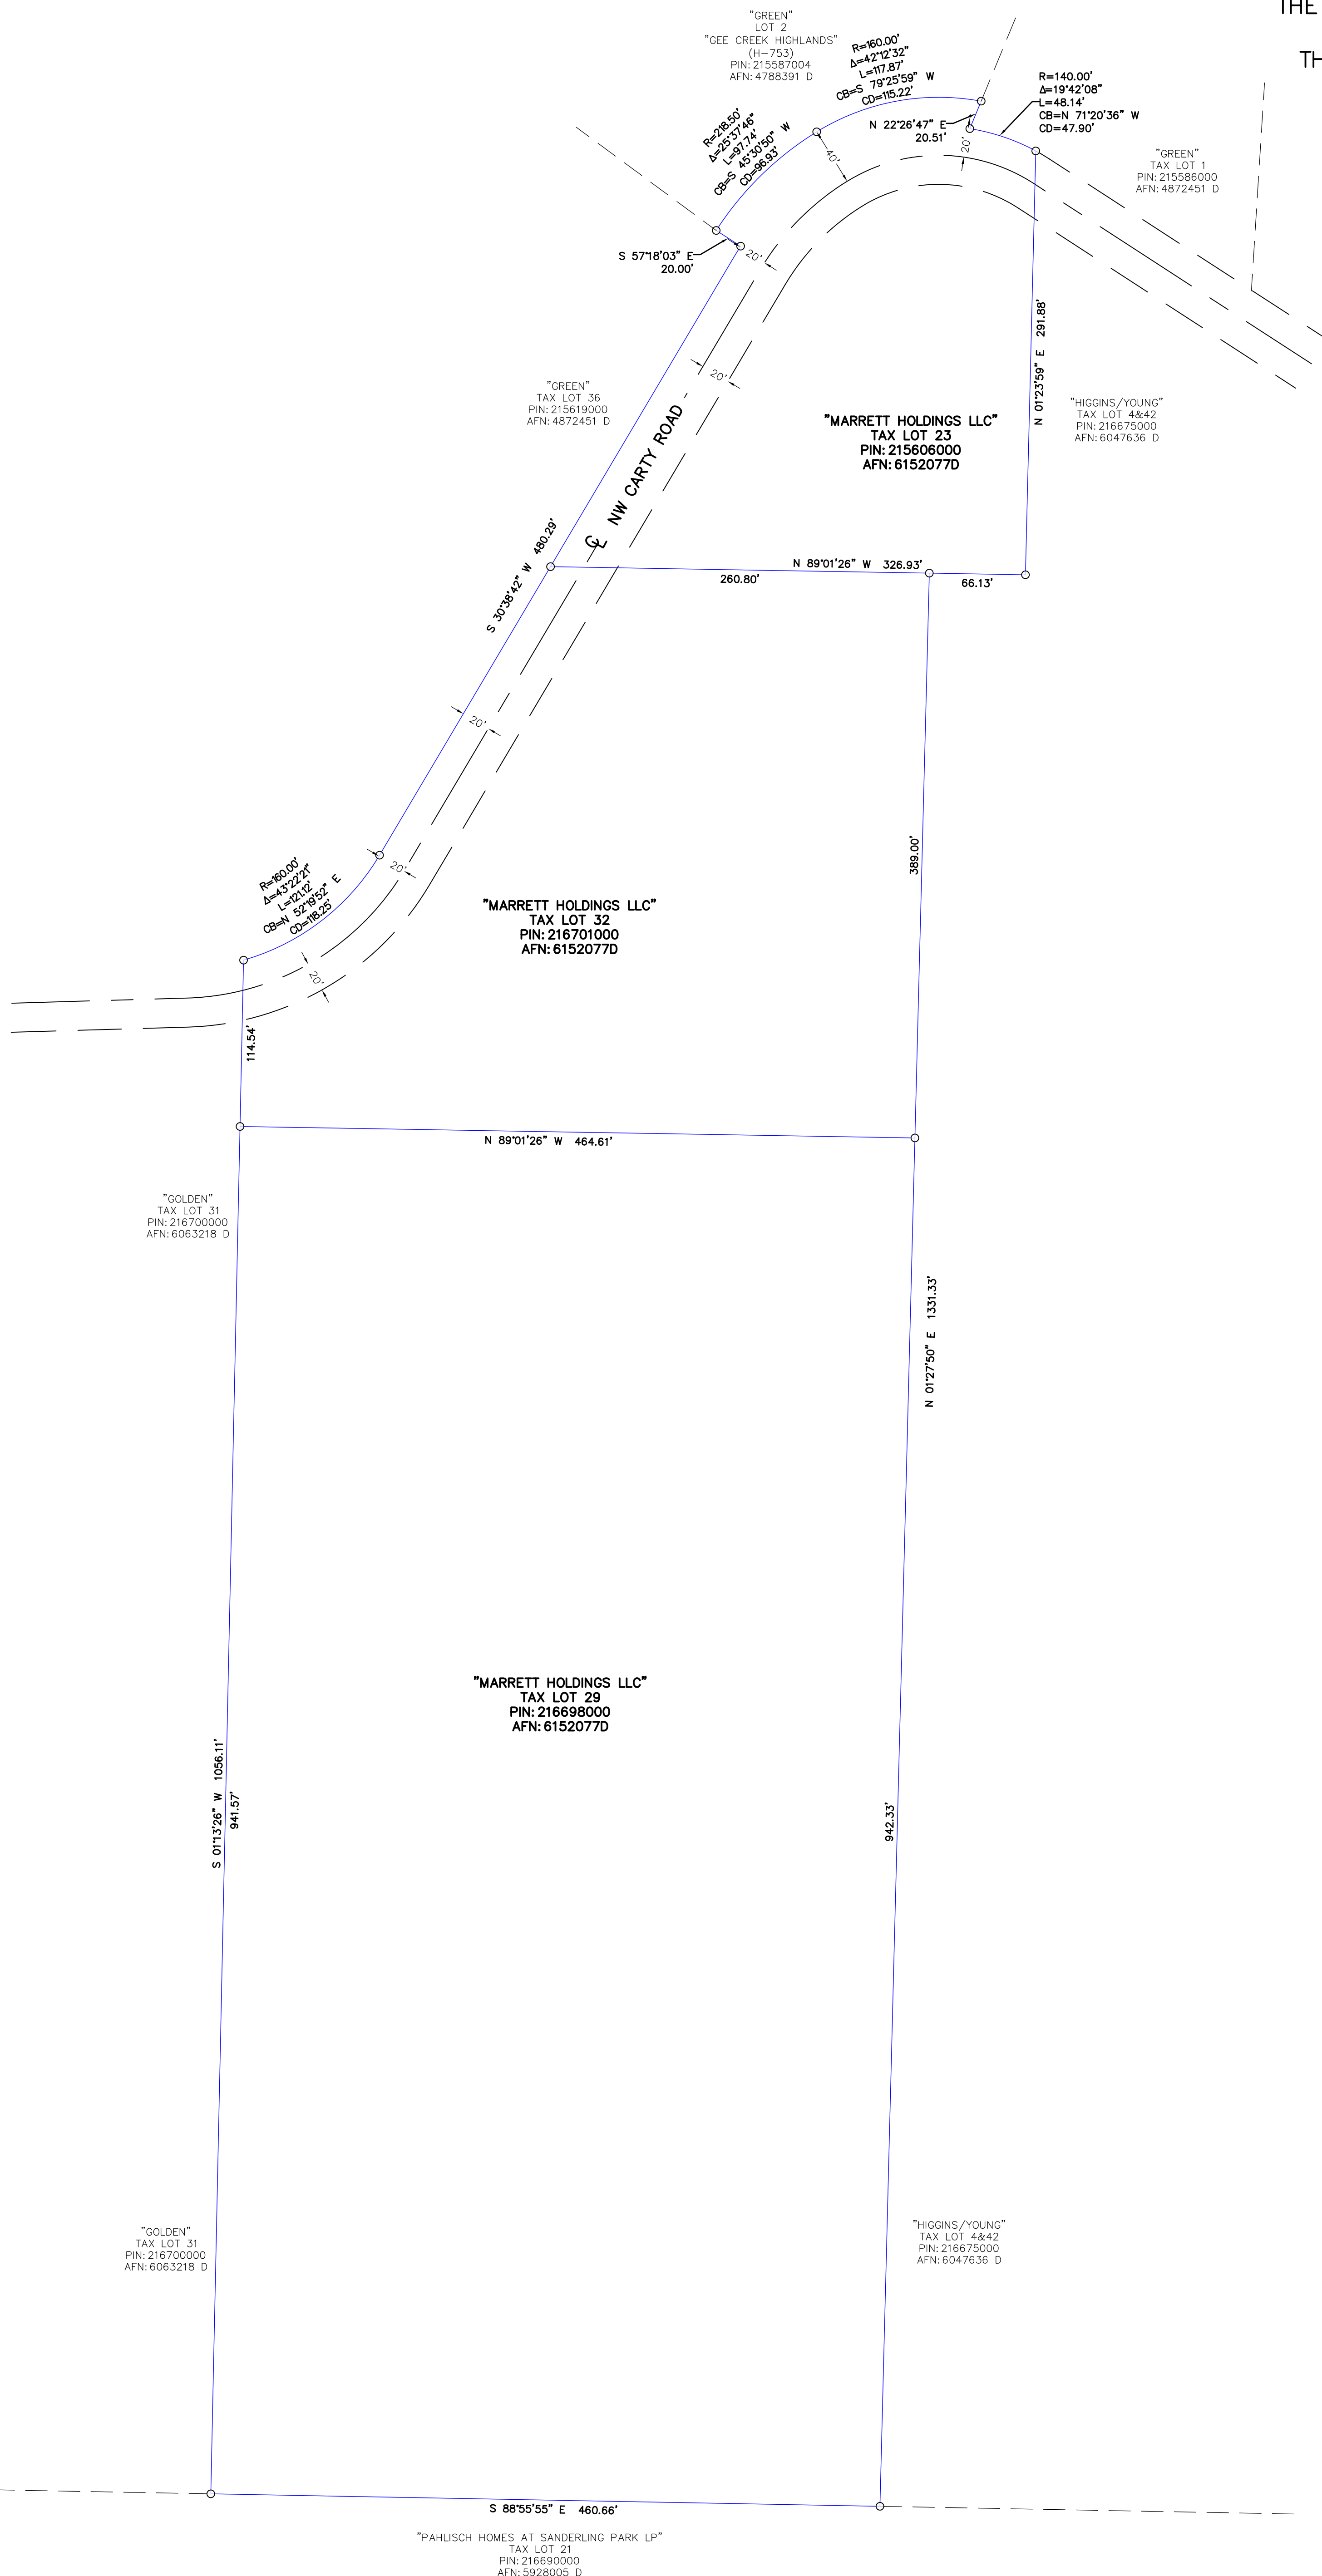 THE
TH
"GREEN"
LOT 2
"GEE CREEK HIGHLANDS"
(H-753)
PIN: 215587004
AFN: 4788391 D
R=160.00'
Δ=42°12'32"
L=117.87'
CB=S 79°25'59" W
CD=115.22'
R=140.00'
Δ=19°42'08"
L=48.14'
CB=N 71°20'36" W
CD=47.90'
N 22°26'47" E
20.51'
20'
R=218.50'
Δ=25°37'46"
L=97.74'
CB=S 45°30'50" W
CD=96.93'
40'
"GREEN"
TAX LOT 1
PIN: 215586000
AFN: 4872451 D
S 57°18'03" E
20.00'
20'
N 01°23'59" E 291.88'
20'
"GREEN"
TAX LOT 36
PIN: 215619000
AFN: 4872451 D
"MARRETT HOLDINGS LLC"
TAX LOT 23
PIN: 215606000
AFN: 6152077D
"HIGGINS/YOUNG"
TAX LOT 4&42
PIN: 216675000
AFN: 6047636 D
CL NW CARTY ROAD -
S 30°38'42" W 480.29'
N 89°01'26" W 326.93'
260.80'
66.13'
20'
389.00'
20'
R=160.00'
Δ=43°22'21"
L=121.12'
CB=N 52°19'52" E
CD=118.25'
"MARRETT HOLDINGS LLC"
TAX LOT 32
PIN: 216701000
AFN: 6152077D
20'
114.54'
N 89°01'26" W 464.61'
"GOLDEN"
TAX LOT 31
PIN: 216700000
AFN: 6063218 D
N 01°27'50" E 1331.33'
"MARRETT HOLDINGS LLC"
TAX LOT 29
PIN: 216698000
AFN: 6152077D
S 01°13'26" W 1056.11'
941.57'
942.33'
"GOLDEN"
TAX LOT 31
PIN: 216700000
AFN: 6063218 D
"HIGGINS/YOUNG"
TAX LOT 4&42
PIN: 216675000
AFN: 6047636 D
S 88°55'55" E 460.66'
"PAHLISCH HOMES AT SANDERLING PARK LP"
TAX LOT 21
PIN: 216690000
AFN: 5928005 D